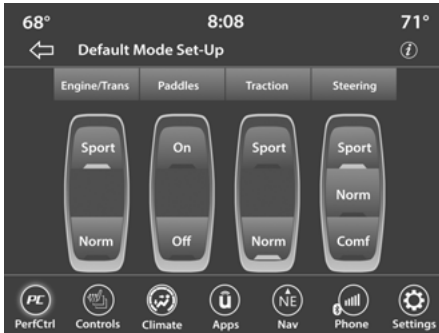 68° 8:08 71°
Default Mode Set-Up i
Engine/Trans Paddles Traction Steering
Sport On Sport Sport
Norm
Norm Off Norm Comf
PC NE
PerfCtrl Controls Climate Apps Nav Phone Settings